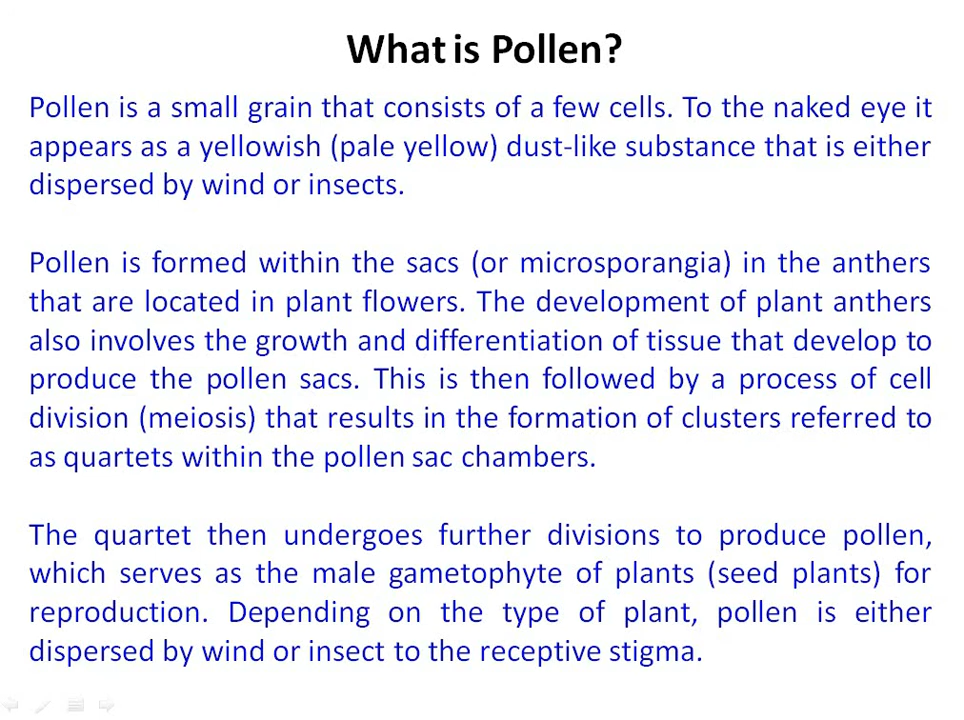 What is Pollen?
Pollen is a small grain that consists of a few cells. To the naked eye it
appears as a yellowish (pale yellow) dust-like substance that is either
dispersed by wind or insects.
Pollen is formed within the sacs (or microsporangia) in the anthers
that are located in plant flowers. The development of plant anthers
also involves the growth and differentiation of tissue that develop to
produce the pollen sacs. This is then followed by a process of cell
division (meiosis) that results in the formation of clusters referred to
as quartets within the pollen sac chambers.
The quartet then undergoes further divisions to produce pollen,
which serves as the male gametophyte of plants (seed plants) for
reproduction. Depending on the type of plant, pollen is either
dispersed by wind or insect to the receptive stigma.